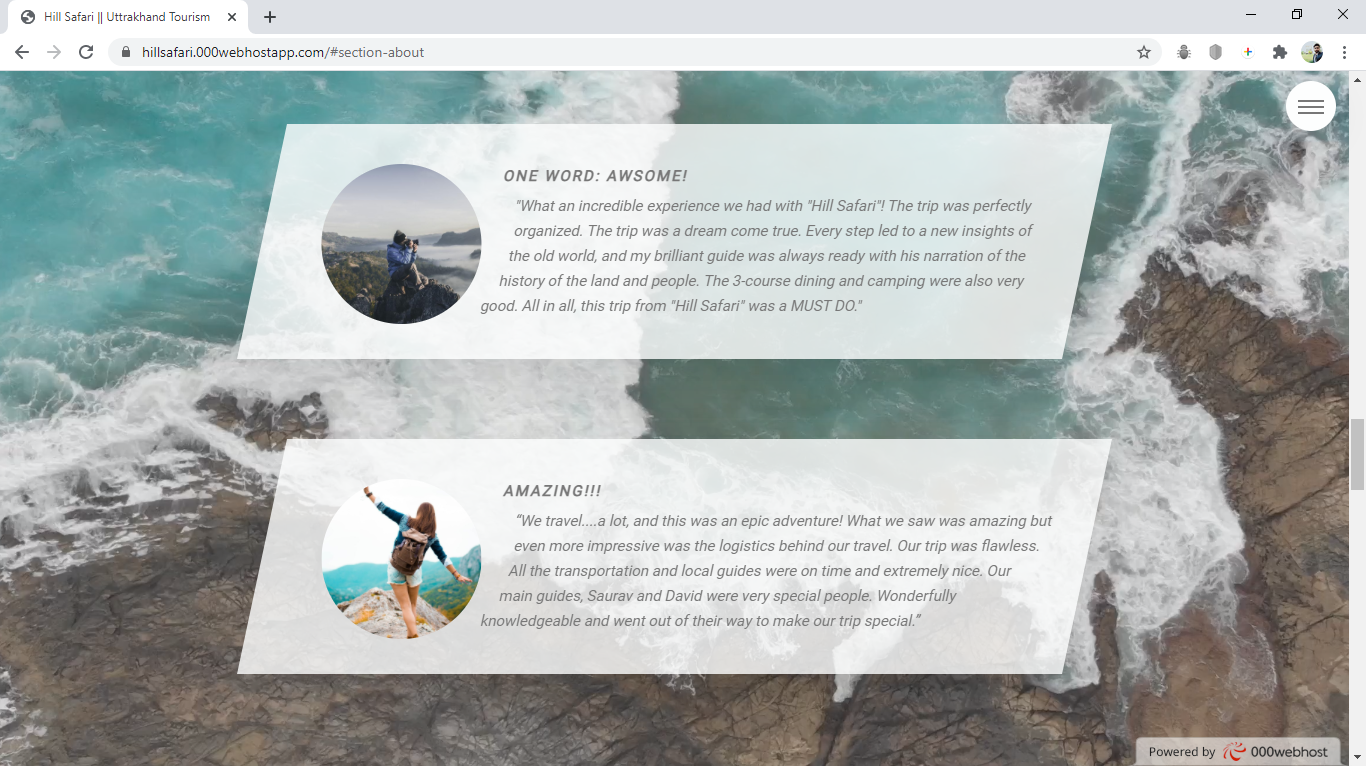 Hill Safari || Uttrakhand Tourism
hillsafari.000webhostapp.com/#section-about
ONE WORD: AWSOME!
"What an incredible experience we had with "Hill Safari"! The trip was perfectly
organized. The trip was a dream come true. Every step led to a new insights of
the old world, and my brilliant guide was always ready with his narration of the
history of the land and people. The 3-course dining and camping were also very
good. All in all, this trip from "Hill Safari" was a MUST DO."
AMAZING!!!
“We travel....a lot, and this was an epic adventure! What we saw was amazing but
even more impressive was the logistics behind our travel. Our trip was flawless.
All the transportation and local guides were on time and extremely nice. Our
main guides, Saurav and David were very special people. Wonderfully
knowledgeable and went out of their way to make our trip special.”
Powered by 000webhost